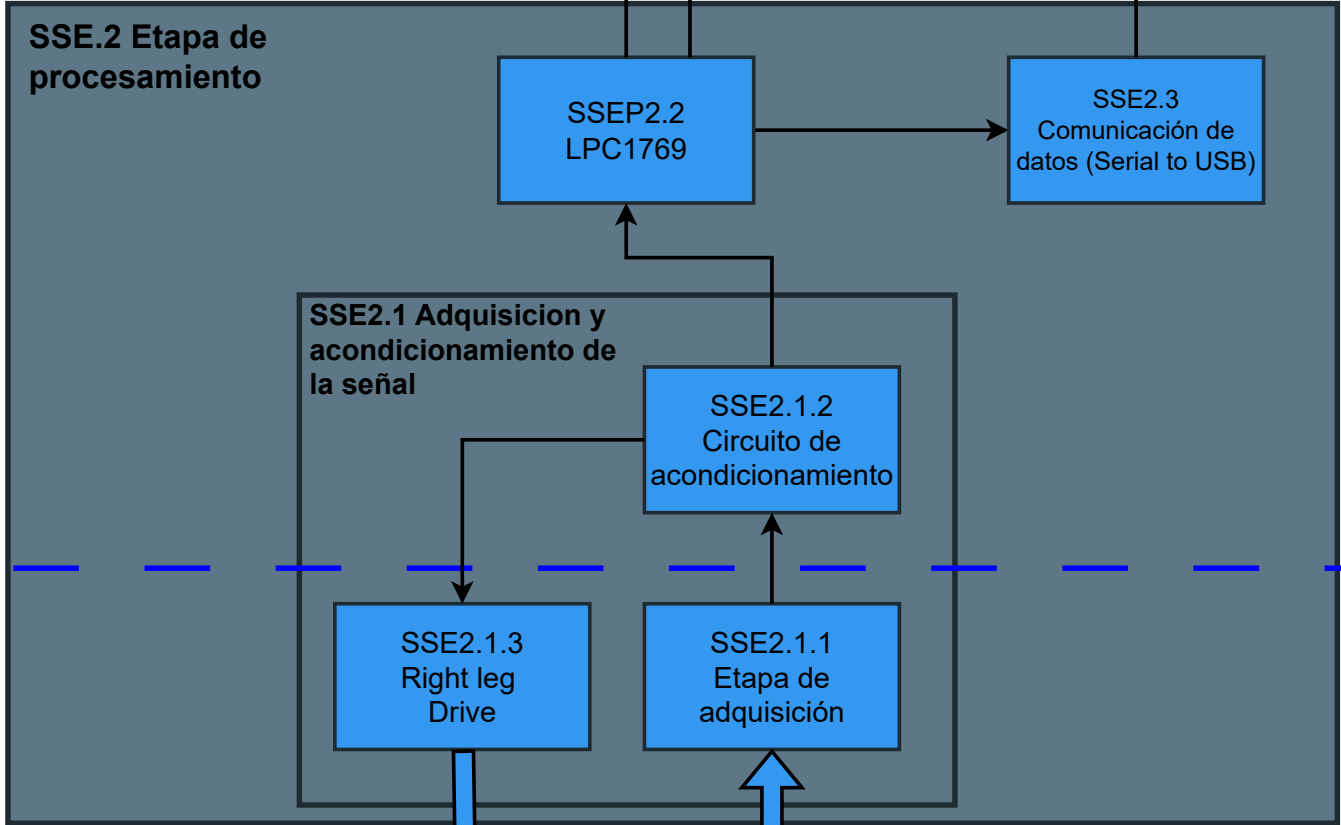 SSE.2 Etapa de
procesamiento
SSEP2.2
LPC1769
SSE2.3
Comunicación de
datos (Serial to USB)
SSE2.1 Adquisicion y
acondicionamiento de
la señal
SSE2.1.2
Circuito de
acondicionamiento
SSE2.1.3
Right leg
Drive
SSE2.1.1
Etapa de
adquisición